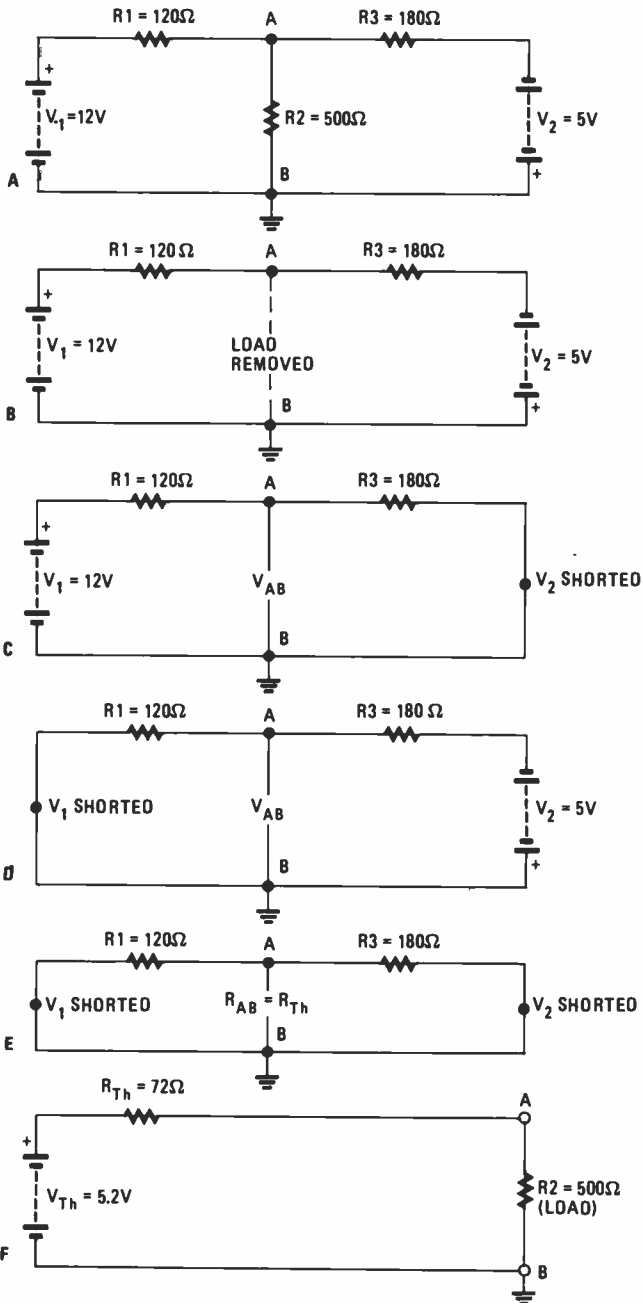 R1 = 120Ω
A
R3 = 180Ω
+
V1 = 12V
R2 = 500Ω
V2 = 5V
B
+
A
R1 = 120Ω
A
R3 = 180Ω
+
V1 = 12V
LOAD
REMOVED
V2 = 5V
B
+
B
R1 = 120Ω
A
R3 = 180Ω
+
V1 = 12V
VAB
V2 SHORTED
B
C
R1 = 120Ω
A
R3 = 180 Ω
V1 SHORTED
VAB
V2 = 5V
B
+
D
R1 = 120Ω
A
R3 = 180Ω
V1 SHORTED
RAB = RTh
V2 SHORTED
B
E
RTh = 72Ω
A
+
VTh = 5.2V
R2 = 500Ω
(LOAD)
F
B